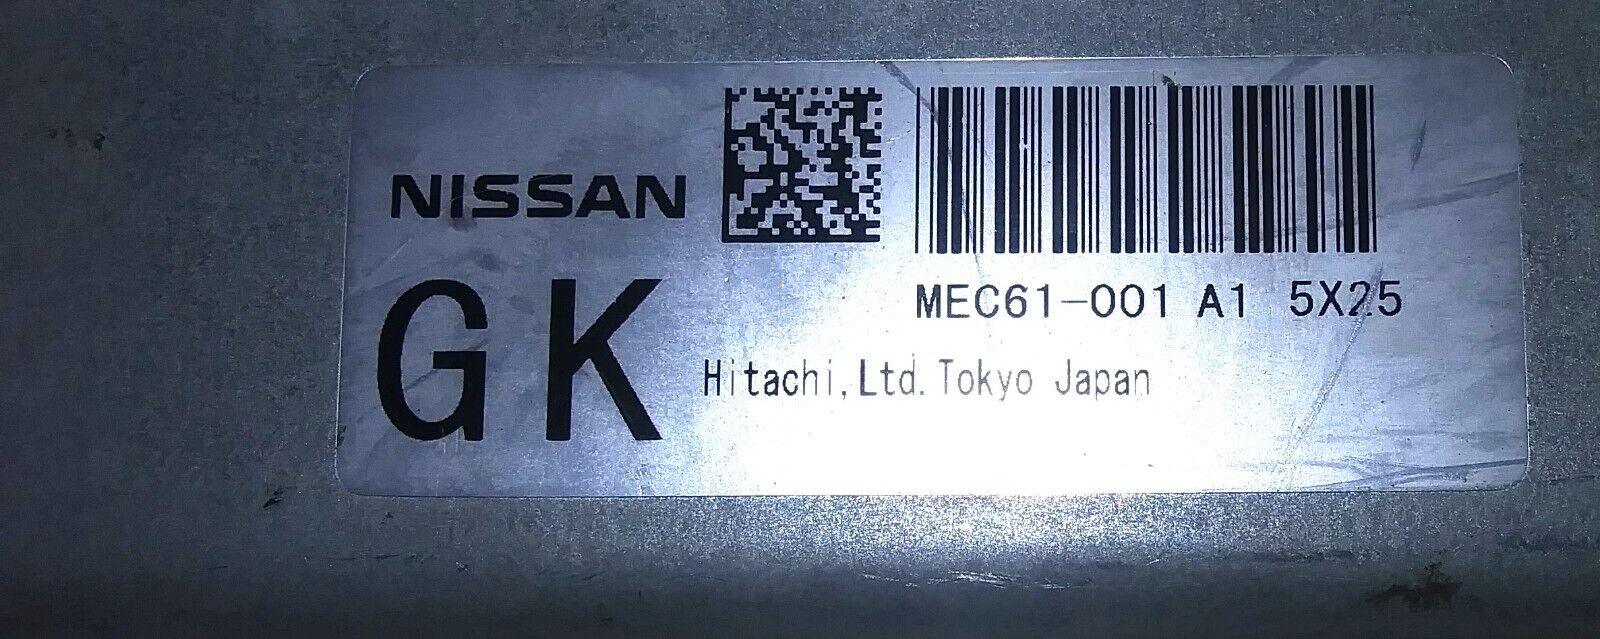 NISSAN
GK
MEC61-001 A1 5X25
Hitachi,Ltd.Tokyo Japan